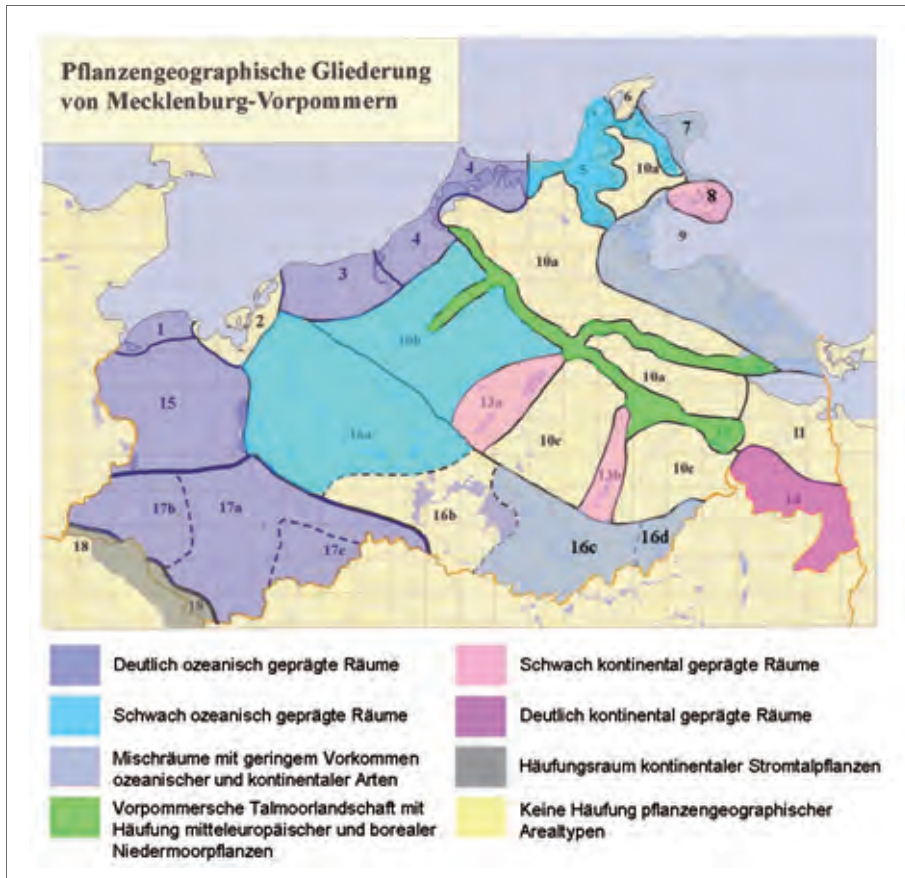 Pflanzengeographische Gliederung
von Mecklenburg-Vorpommern
6
7
4
5
10a
8
9
4
10a
3
2
1
10b
10a
15
13a
16a
11
10c
13b
10c
14
17b
17a
16b
16c
16d
17c
18
Deutlich ozeanisch geprägte Räume
Schwach ozeanisch geprägte Räume
Mischräume mit geringem Vorkommen
ozeanischer und kontinentaler Arten
Vorpommersche Talmoorlandschaft mit
Häufung mitteleuropäischer und borealer
Niedermoorpflanzen
Schwach kontinental geprägte Räume
Deutlich kontinental geprägte Räume
Häufungsraum kontinentaler Stromtalpflanzen
Keine Häufung pflanzengeographischer
Arealtypen